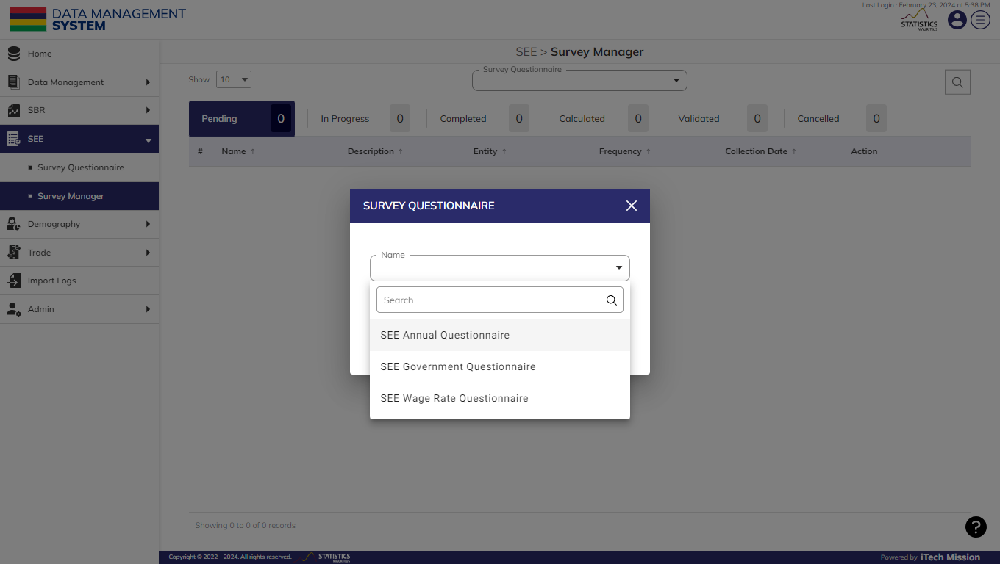 Last Login : February 23, 2024 at 5:38 PM
DATA MANAGEMENT
SYSTEM
STATISTICS
MAURITIUS
Home
Data Management
SBR
SEE
Survey Questionnaire
Survey Manager
Demography
Trade
Import Logs
Admin
SEE > Survey Manager
Show 10
Survey Questionnaire
Pending 0 In Progress 0 Completed 0 Calculated 0 Validated 0 Cancelled 0
# Name Description Entity Frequency Collection Date Action
SURVEY QUESTIONNAIRE
Name
Search
SEE Annual Questionnaire
SEE Government Questionnaire
SEE Wage Rate Questionnaire
Showing 0 to 0 of 0 records
?
Copyright © 2022 - 2024. All rights reserved. STATISTICS
MAURITIUS
Powered by iTech Mission